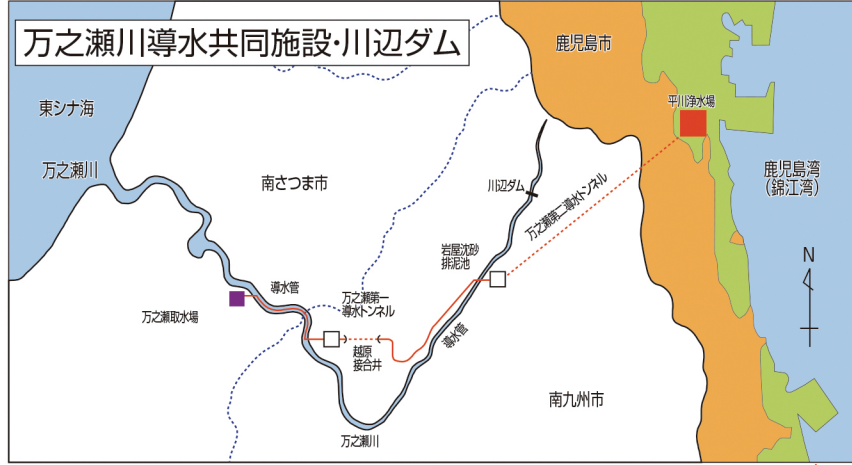 万之瀬川導水共同施設・川辺ダム
鹿児島市
平川浄水場
東シナ海
万之瀬川
鹿児島湾
(錦江湾)
南さつま市
川辺ダム
万之瀬第二導水トンネル
岩屋沈砂
排泥池
N
導水管
万之瀬第一
導水トンネル
万之瀬取水場
導水管
越原
接合井
南九州市
万之瀬川